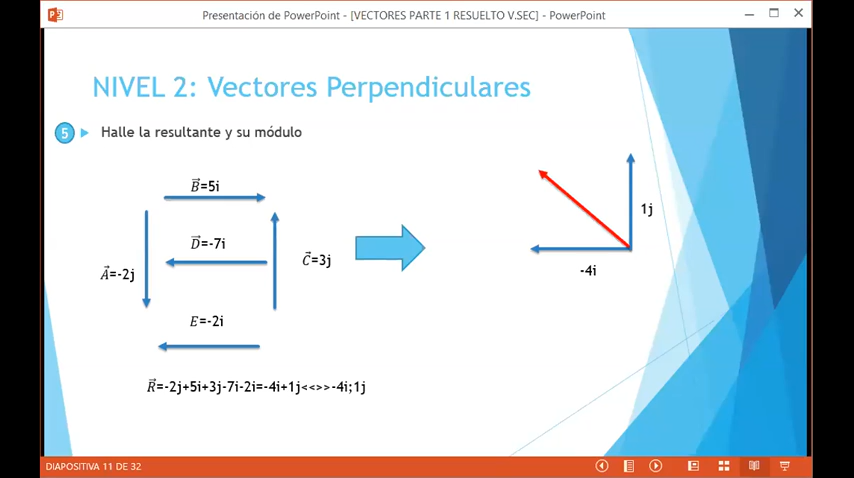 Presentación de PowerPoint - [VECTORES PARTE 1 RESUELTO V.SEC] - PowerPoint
NIVEL 2: Vectores Perpendiculares
5 Halle la resultante y su módulo
B⃗=5i
D⃗=-7i
A⃗=-2j
C⃗=3j
E=-2i
1j
-4i
R⃗=-2j+5i+3j-7i-2i=-4i+1j<<>>-4i;1j
DIAPOSITIVA 11 DE 32